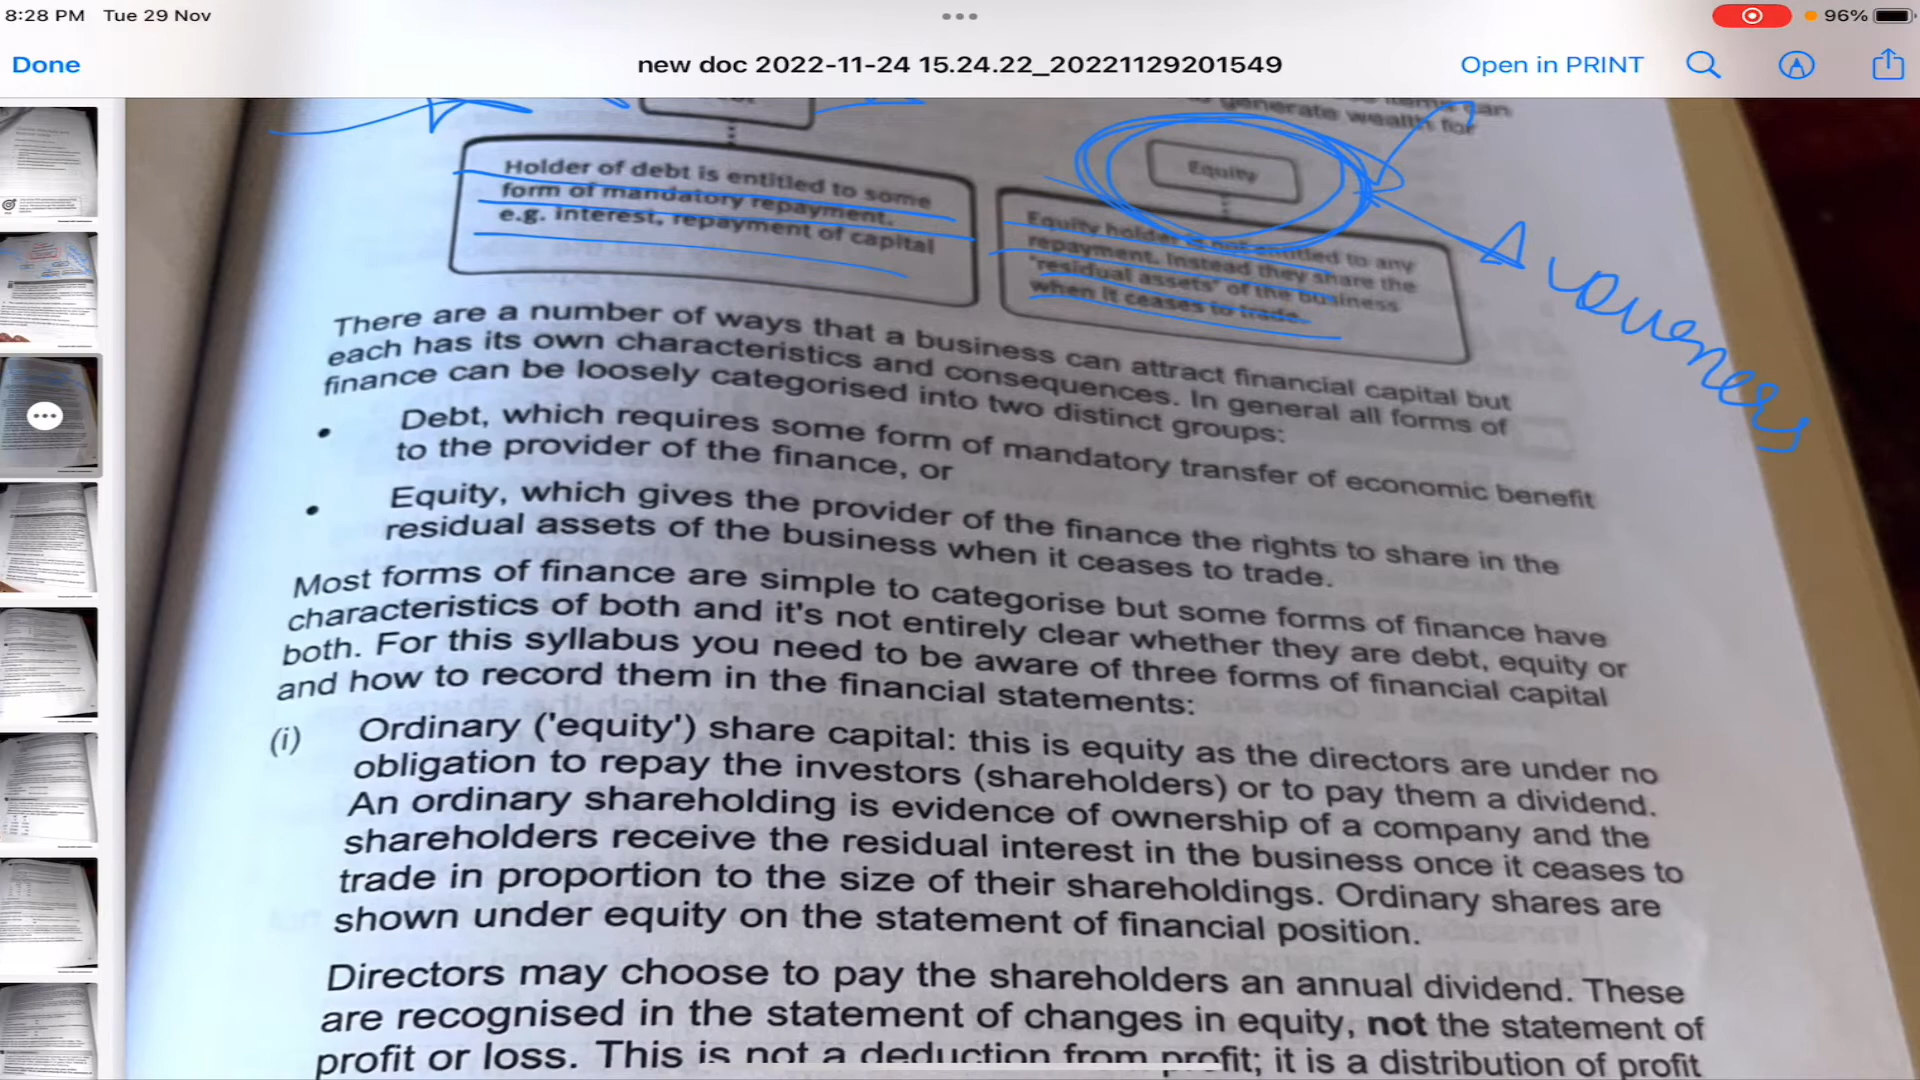 8:28 PM Tue 29 Nov
96%
Done
new doc 2022-11-24 15.24.22_20221129201549
Open in PRINT
generate wealth for
Holder of debt is entitled to some
form of mandatory repayment.
e.g. interest, repayment of capital
Equity
Equity holder is not entitled to any
repayment. Instead they share the
"residual assets" of the business
when it ceases to trade.
There are a number of ways that a business can attract financial capital but
each has its own characteristics and consequences. In general all forms of
finance can be loosely categorised into two distinct groups:
• Debt, which requires some form of mandatory transfer of economic benefit
to the provider of the finance, or
• Equity, which gives the provider of the finance the rights to share in the
residual assets of the business when it ceases to trade.
Most forms of finance are simple to categorise but some forms of finance have
characteristics of both and it's not entirely clear whether they are debt, equity or
both. For this syllabus you need to be aware of three forms of financial capital
and how to record them in the financial statements:
(i) Ordinary ('equity') share capital: this is equity as the directors are under no
obligation to repay the investors (shareholders) or to pay them a dividend.
An ordinary shareholding is evidence of ownership of a company and the
shareholders receive the residual interest in the business once it ceases to
trade in proportion to the size of their shareholdings. Ordinary shares are
shown under equity on the statement of financial position.
Directors may choose to pay the shareholders an annual dividend. These
are recognised in the statement of changes in equity, not the statement of
profit or loss. This is not a deduction from profit; it is a distribution of profit